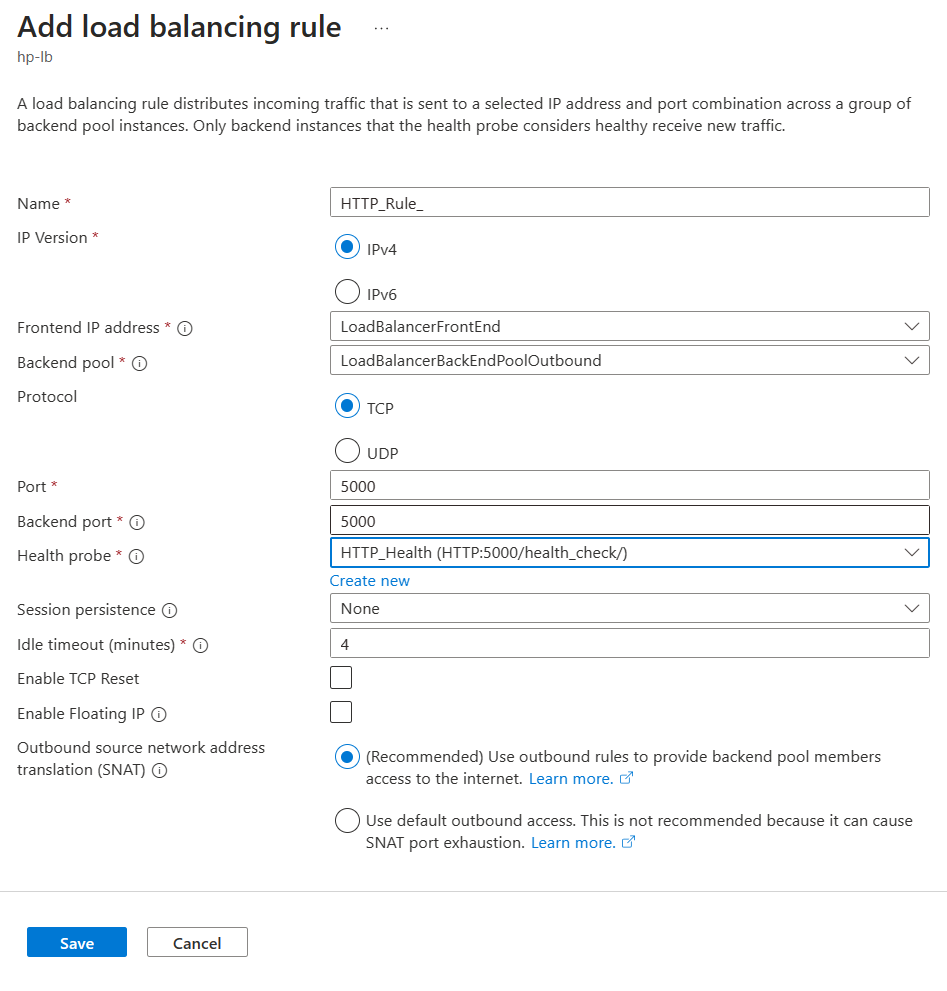 Add load balancing rule ...
hp-lb
A load balancing rule distributes incoming traffic that is sent to a selected IP address and port combination across a group of
backend pool instances. Only backend instances that the health probe considers healthy receive new traffic.
Name * HTTP_Rule_
IP Version * IPv4
IPv6
Frontend IP address * LoadBalancerFrontEnd
Backend pool * LoadBalancerBackEndPoolOutbound
Protocol TCP
UDP
Port * 5000
Backend port * 5000
Health probe * HTTP_Health (HTTP:5000/health_check/)
Create new
Session persistence None
Idle timeout (minutes) * 4
Enable TCP Reset
Enable Floating IP
Outbound source network address
translation (SNAT)
(Recommended) Use outbound rules to provide backend pool members
access to the internet. Learn more.
Use default outbound access. This is not recommended because it can cause
SNAT port exhaustion. Learn more.
Save Cancel